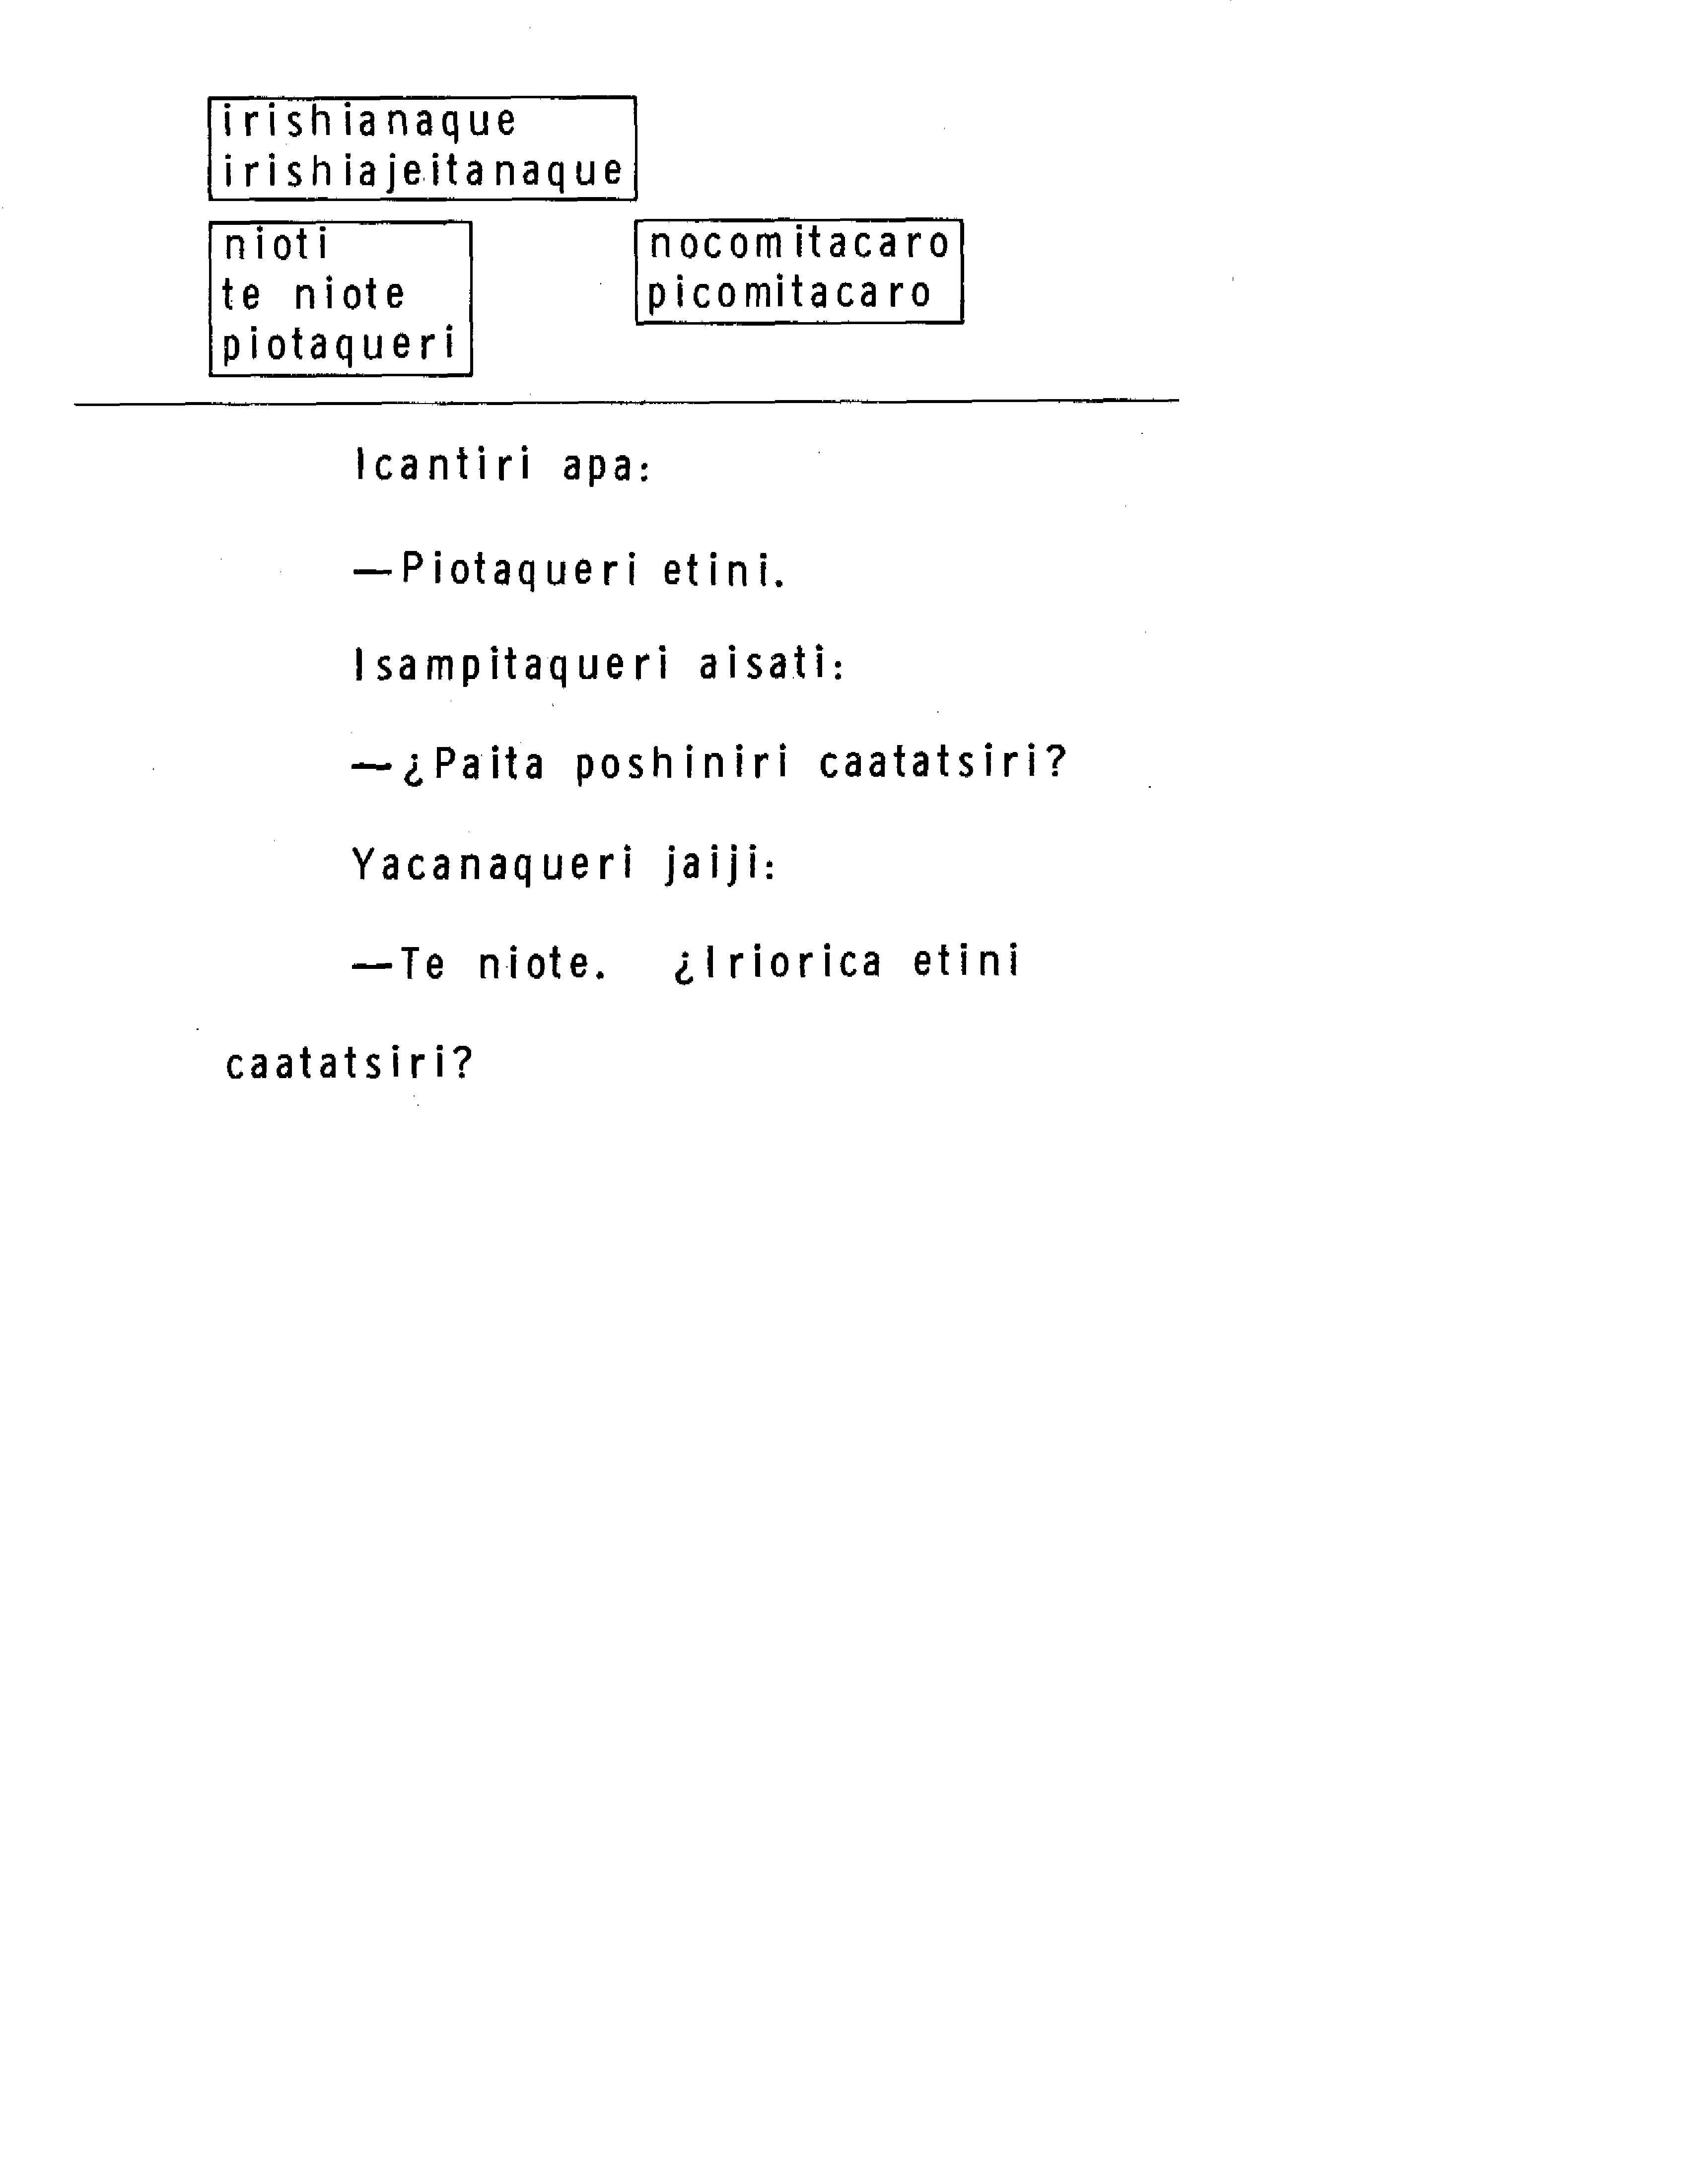 irishianaque
irishiajeitanaque
nioti
te niote
piotaqueri
nocomitacaro
picomitacaro
Icantiri apa:
—Piotaqueri etini.
Isampitaqueri aisati:
—¿Paita poshiniri caatatsiri?
Yacanaqueri jaiji:
—Te niote. ¿Iriorica etini
caatatsiri?